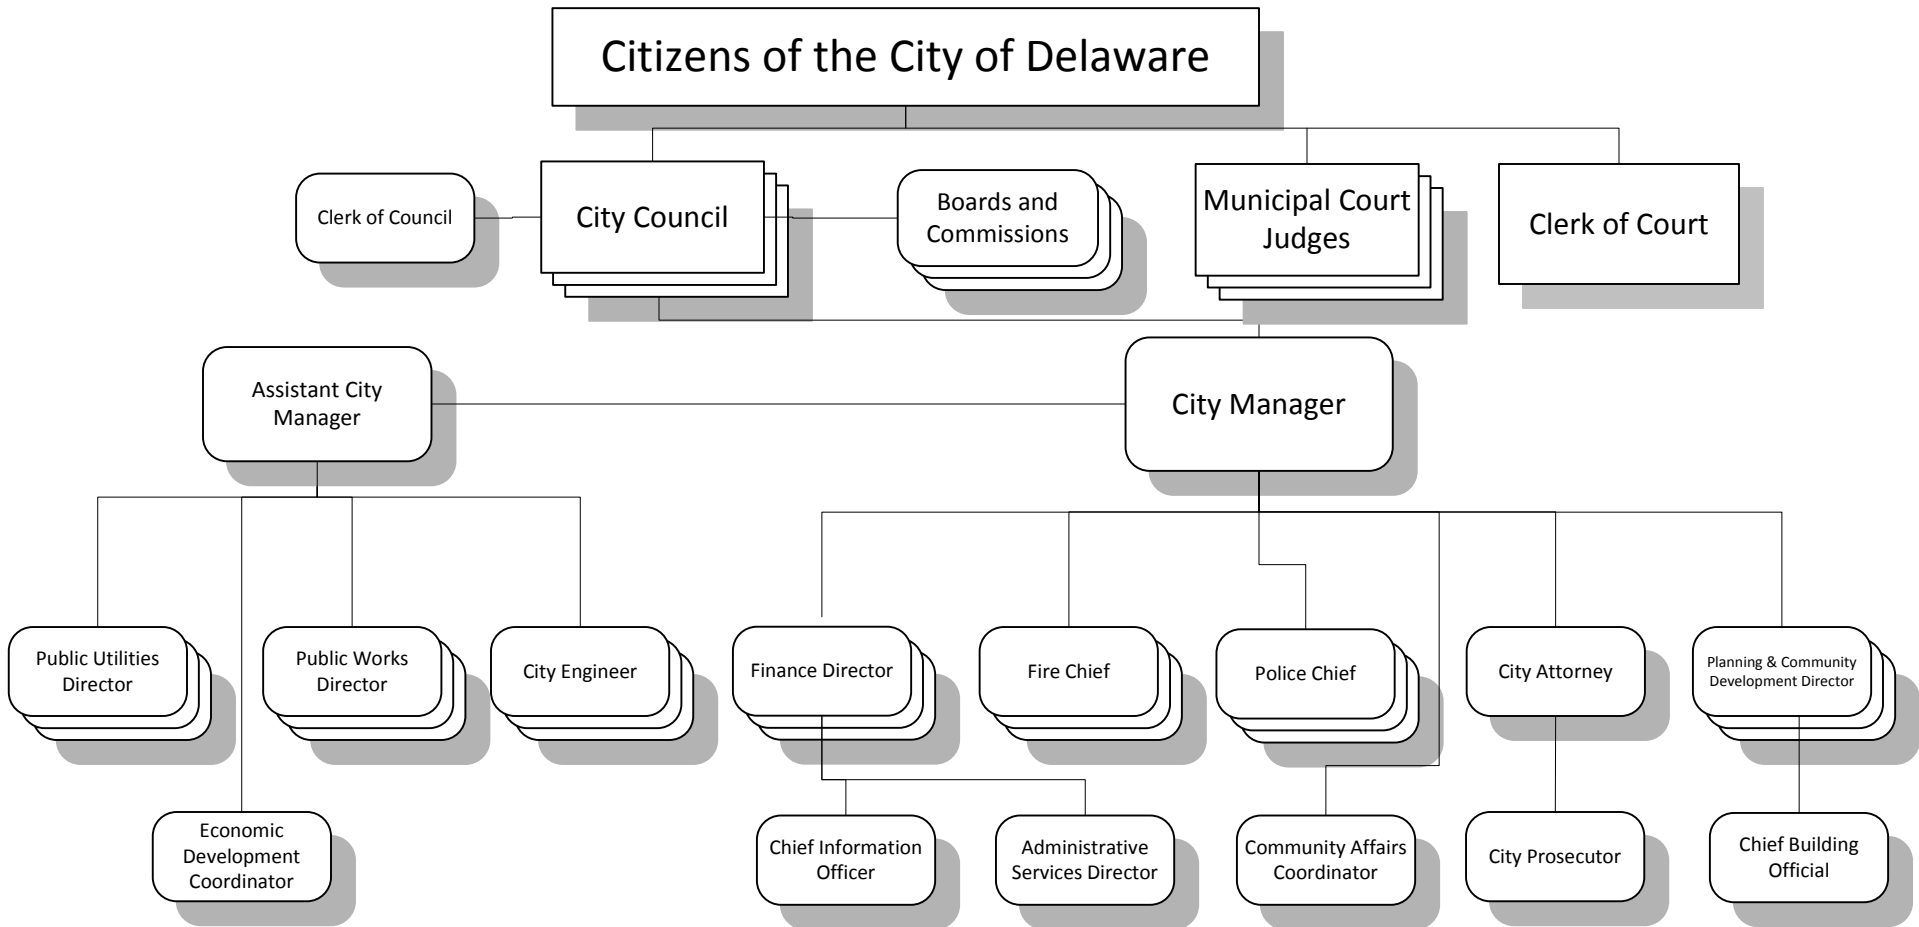 Citizens of the City of Delaware
Clerk of Council
City Council
Boards and
Commissions
Municipal Court
Judges
Clerk of Court
Assistant City
Manager
City Manager
Public Utilities
Director
Public Works
Director
City Engineer
Finance Director
Fire Chief
Police Chief
City Attorney
Planning & Community
Development Director
Economic
Development
Coordinator
Chief Information
Officer
Administrative
Services Director
Community Affairs
Coordinator
City Prosecutor
Chief Building
Official